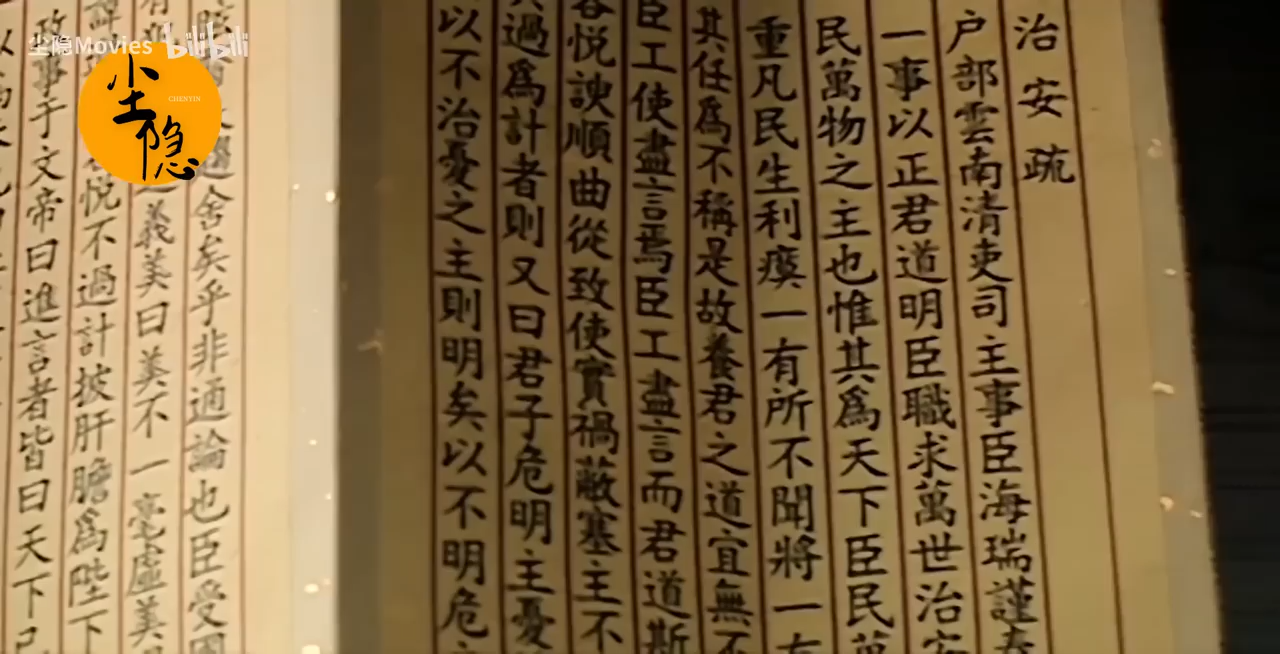 治安疏
户部雲南清吏司主事臣海瑞謹奏
一事以正君道明臣職求萬世治安
民萬物之主也惟其爲天下臣民萬
重凡民生利瘼一有所不聞將一有
其任爲不稱是故養君之道宜無不
臣工使盡言焉臣工盡言而君道斯
容悦諛順曲從致使實禍蔽塞主不
過爲計者則又曰君子危明主憂
以不治憂之主則明矣以不明危
舍矣乎非通論也臣受國
義美曰美不一毫虛美
悦不過計披肝膽爲陛下
政事于文帝曰進言者皆曰天下已
尘隐Movies bilibili
尘隐
CHENYIN